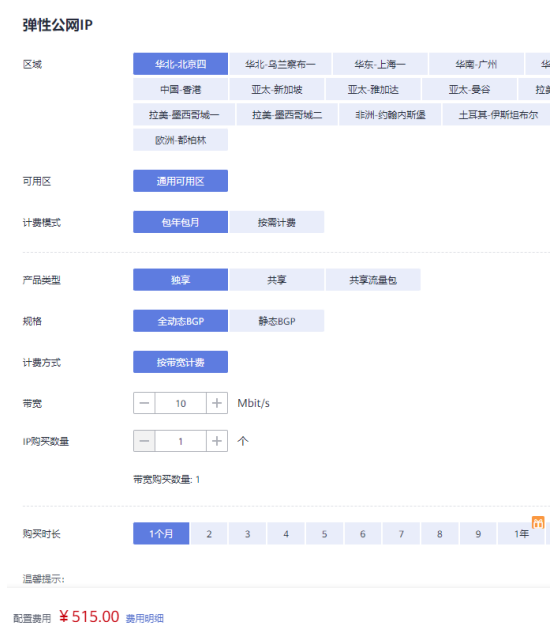 弹性公网IP
区域 华北-北京四 华北-乌兰察布一 华东-上海一 华南-广州
中国-香港 亚太-新加坡 亚太-雅加达 亚太-曼谷
拉美-墨西哥城一 拉美-墨西哥城二 非洲-约翰内斯堡 土耳其-伊斯坦布尔
欧洲-都柏林
可用区 通用可用区
计费模式 包年包月 按需计费
产品类型 独享 共享 共享流量包
规格 全动态BGP 静态BGP
计费方式 按带宽计费
带宽 — 10 + Mbit/s
IP购买数量 — 1 + 个
带宽购买数量: 1
购买时长 1个月 2 3 4 5 6 7 8 9 1年
温馨提示:
配置费用 ¥515.00 费用明细